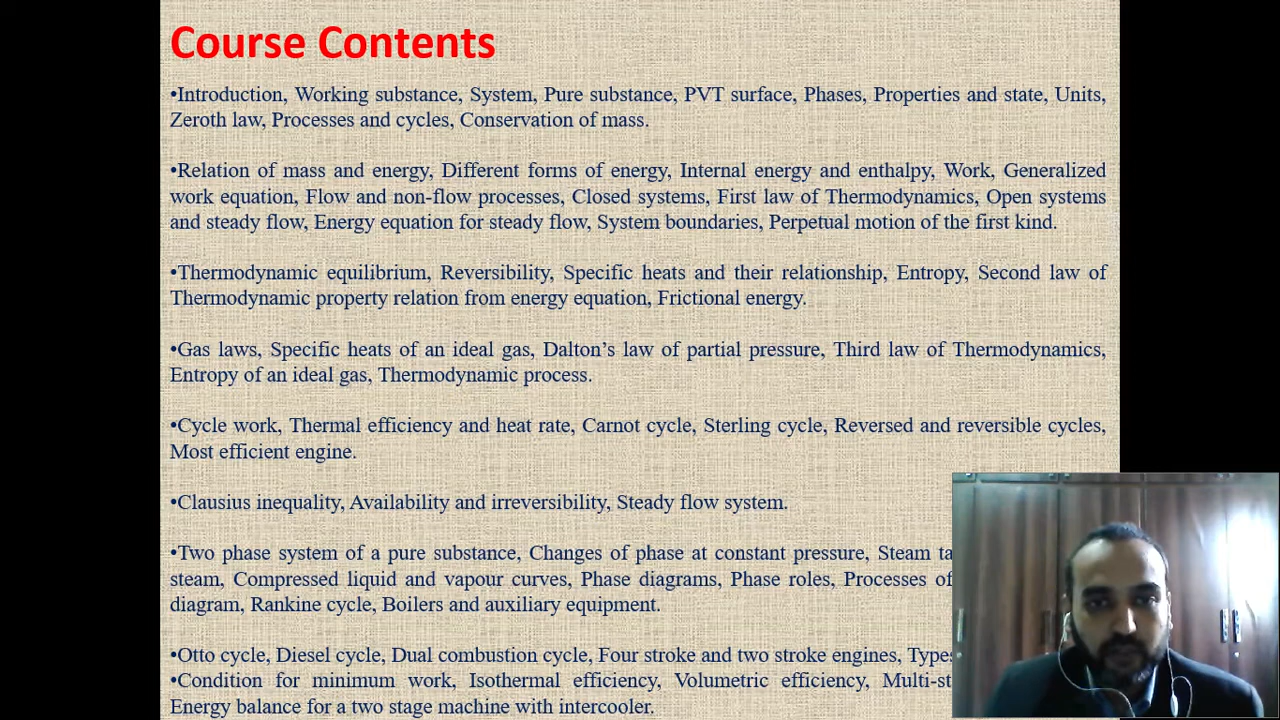 Course Contents
•Introduction, Working substance, System, Pure substance, PVT surface, Phases, Properties and state, Units,
Zeroth law, Processes and cycles, Conservation of mass.
•Relation of mass and energy, Different forms of energy, Internal energy and enthalpy, Work, Generalized
work equation, Flow and non-flow processes, Closed systems, First law of Thermodynamics, Open systems
and steady flow, Energy equation for steady flow, System boundaries, Perpetual motion of the first kind.
•Thermodynamic equilibrium, Reversibility, Specific heats and their relationship, Entropy, Second law of
Thermodynamic property relation from energy equation, Frictional energy.
•Gas laws, Specific heats of an ideal gas, Dalton’s law of partial pressure, Third law of Thermodynamics,
Entropy of an ideal gas, Thermodynamic process.
•Cycle work, Thermal efficiency and heat rate, Carnot cycle, Sterling cycle, Reversed and reversible cycles,
Most efficient engine.
•Clausius inequality, Availability and irreversibility, Steady flow system.
•Two phase system of a pure substance, Changes of phase at constant pressure, Steam
steam, Compressed liquid and vapour curves, Phase diagrams, Phase roles, Processes of
diagram, Rankine cycle, Boilers and auxiliary equipment.
•Otto cycle, Diesel cycle, Dual combustion cycle, Four stroke and two stroke engines,
•Condition for minimum work, Isothermal efficiency, Volumetric efficiency,
Energy balance for a two stage machine with intercooler.